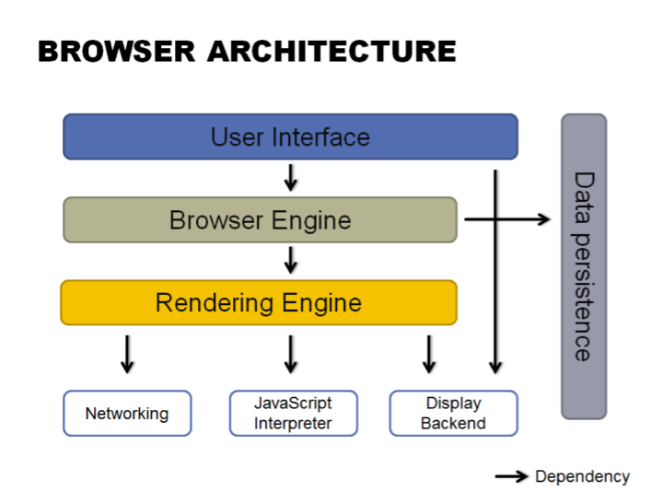 BROWSER ARCHITECTURE
User Interface
Browser Engine
Rendering Engine
Data persistence
Networking
JavaScript
Interpreter
Display
Backend
Dependency